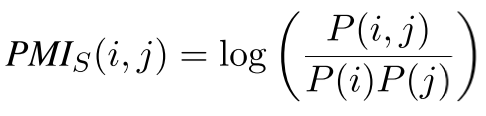 PMI_S(i, j) = log ( P(i, j) / P(i)P(j) )